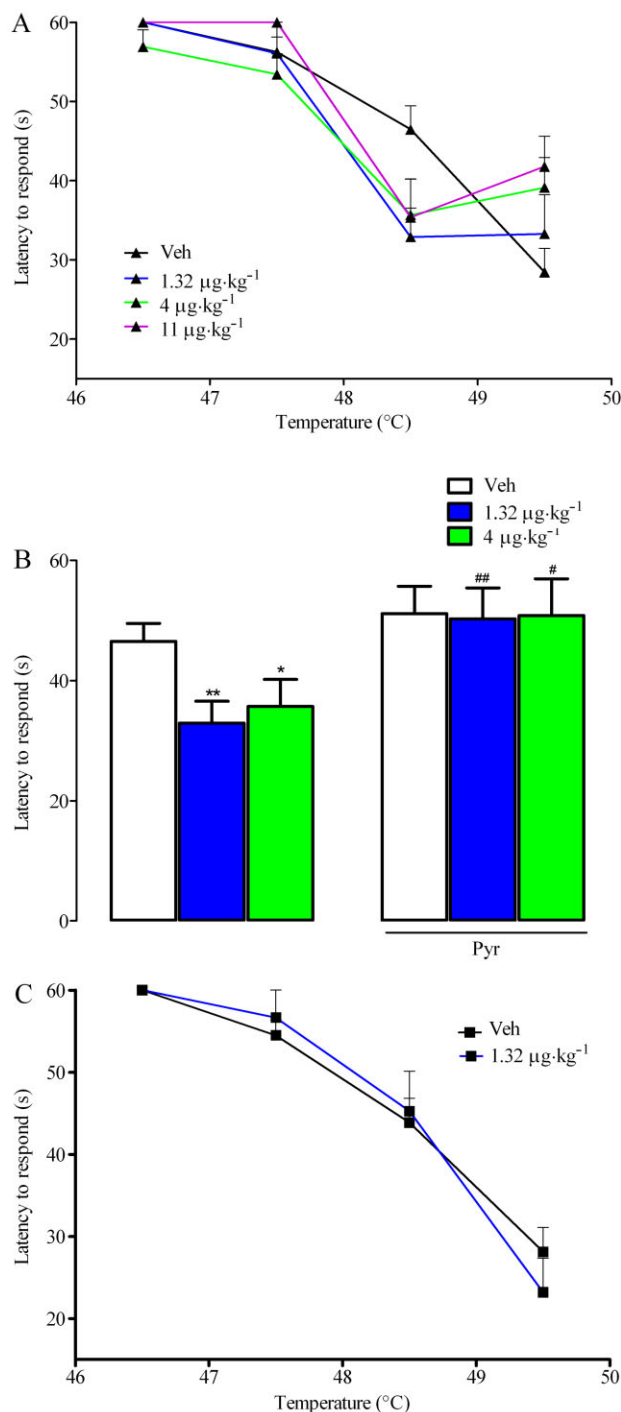 A
60
50
40
30
20
Latency to respond (s)
Veh
1.32 µg·kg⁻¹
4 µg·kg⁻¹
11 µg·kg⁻¹
46 47 48 49 50
Temperature (°C)
Veh
1.32 µg·kg⁻¹
4 µg·kg⁻¹
B
60
40
20
0
Latency to respond (s)
** * ## #
Pyr
C
60
50
40
30
20
Latency to respond (s)
Veh
1.32 µg·kg⁻¹
46 47 48 49 50
Temperature (°C)